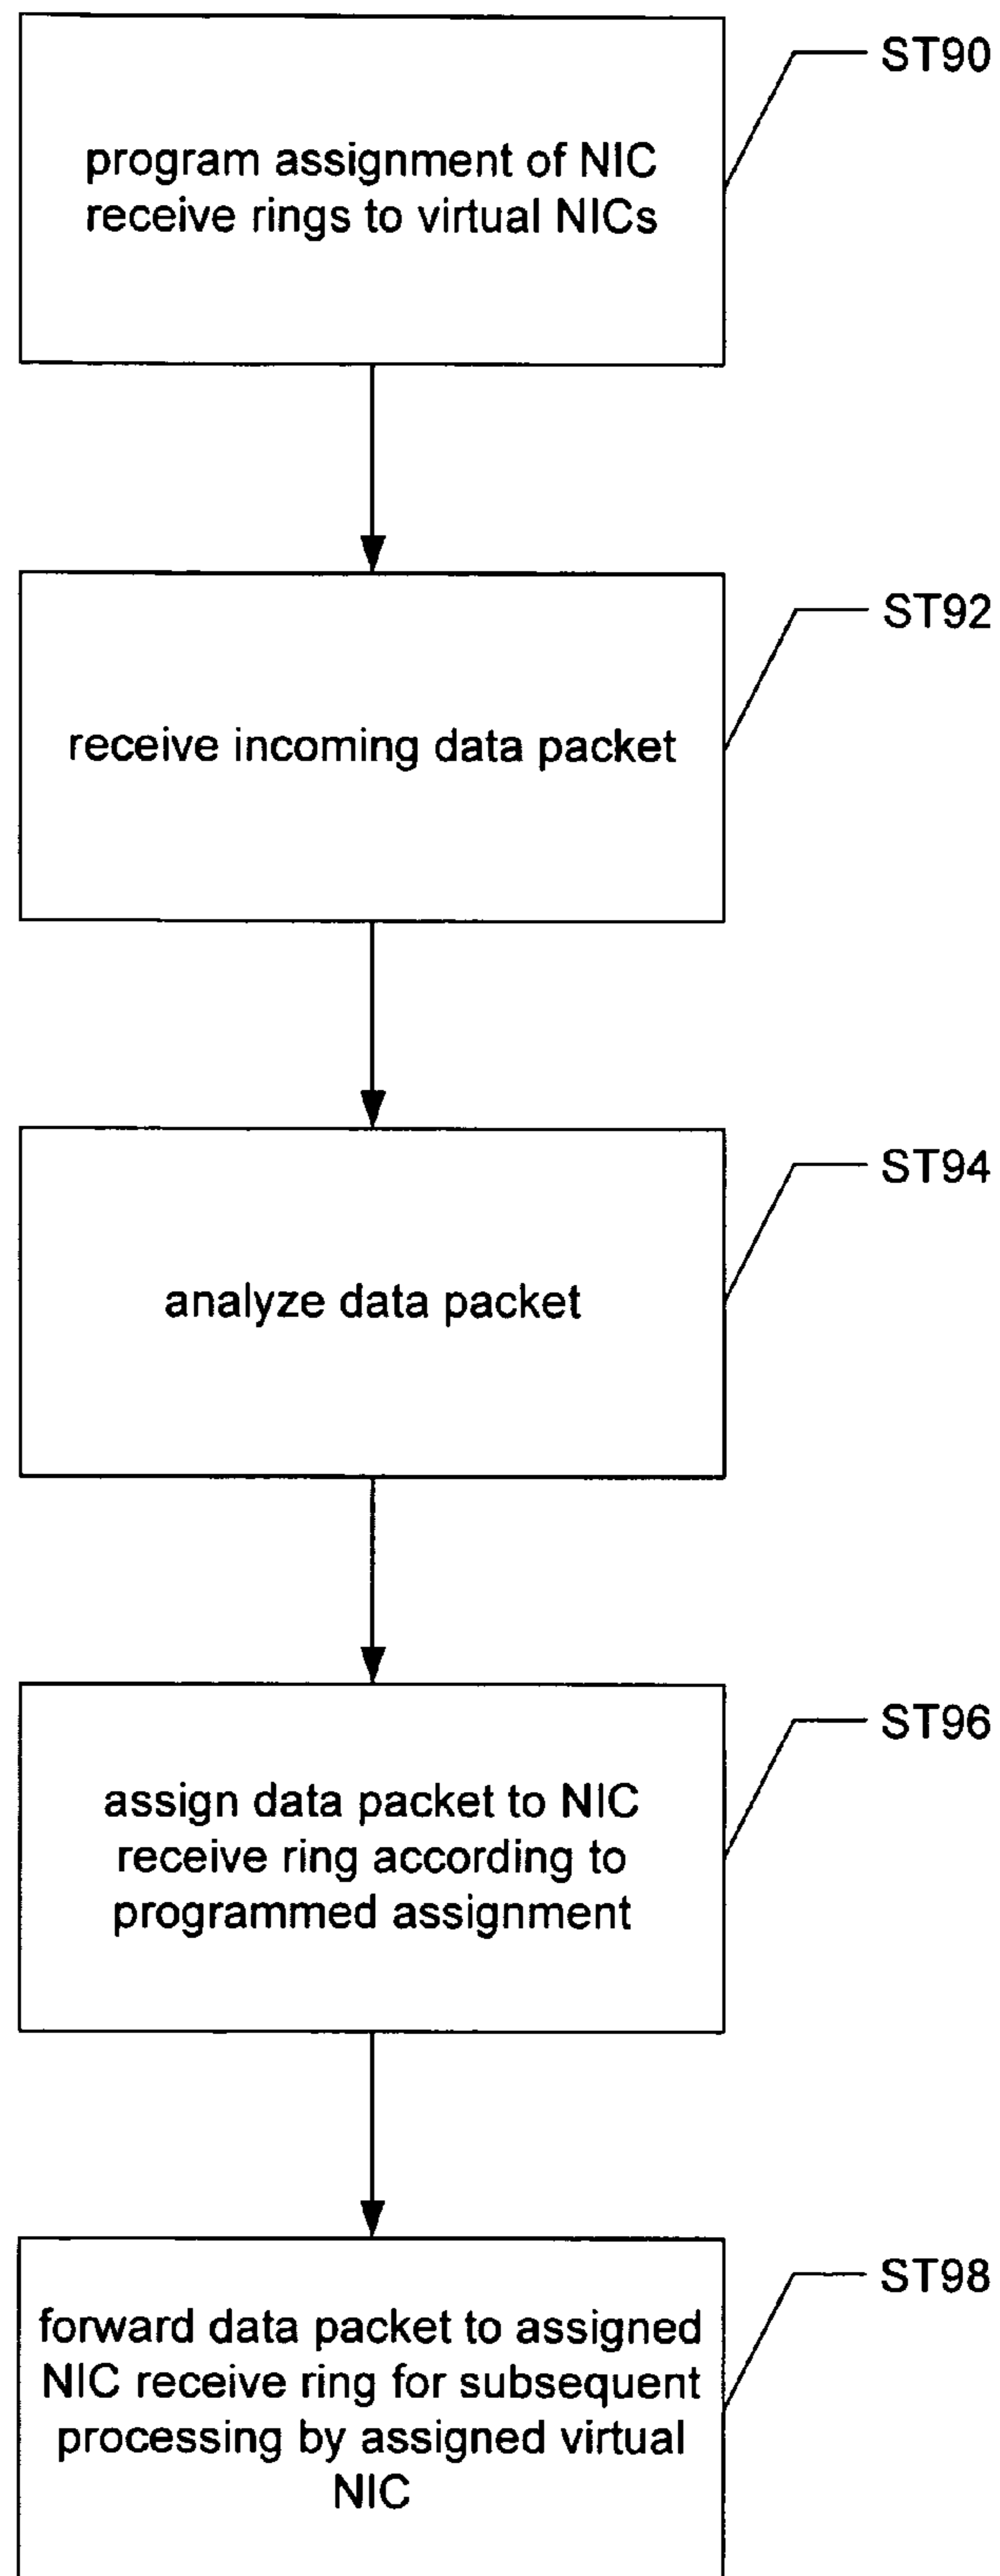 ST90
program assignment of NIC
receive rings to virtual NICs
ST92
receive incoming data packet
ST94
analyze data packet
ST96
assign data packet to NIC
receive ring according to
programmed assignment
ST98
forward data packet to assigned
NIC receive ring for subsequent
processing by assigned virtual
NIC